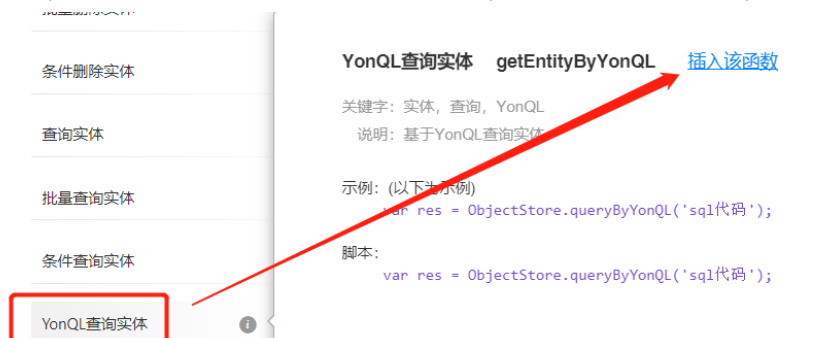 条件删除实体
查询实体
批量查询实体
条件查询实体
YonQL查询实体
YonQL查询实体 getEntityByYonQL 插入该函数
关键字：实体，查询，YonQL
说明：基于YonQL查询实体
示例：(以下为示例)
var res = ObjectStore.queryByYonQL('sql代码');
脚本：
var res = ObjectStore.queryByYonQL('sql代码');